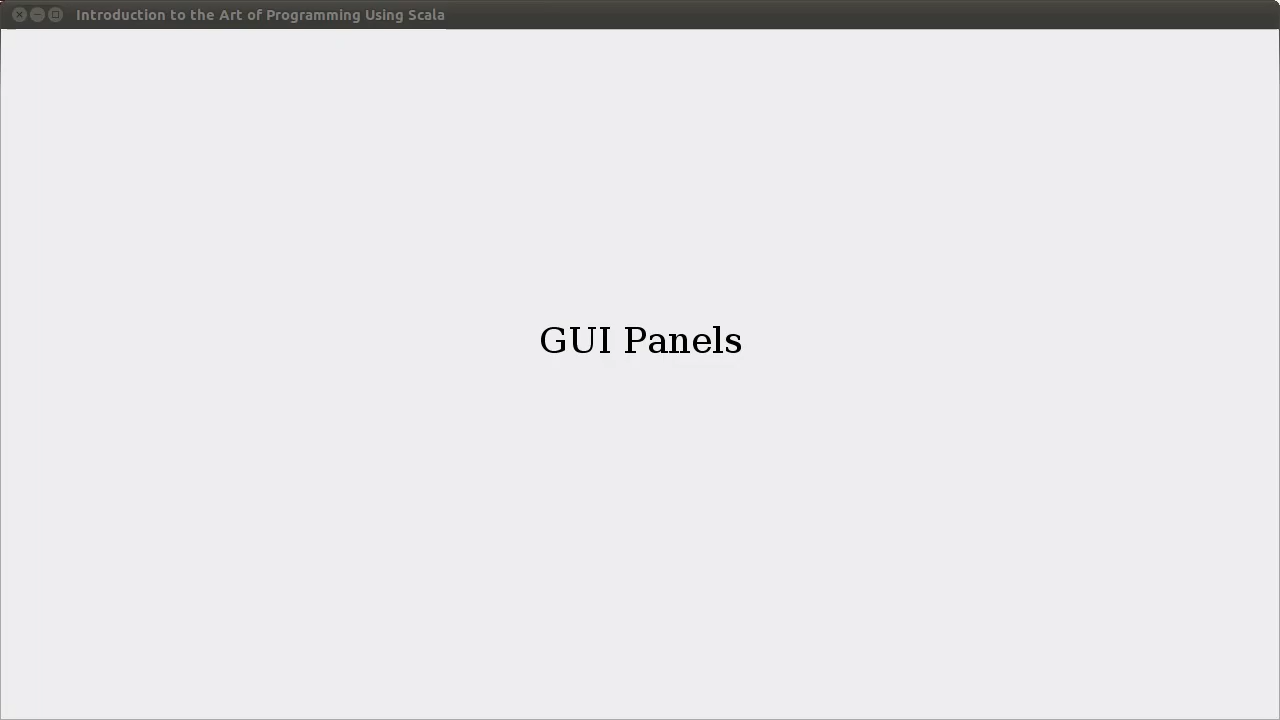 Introduction to the Art of Programming Using Scala
GUI Panels